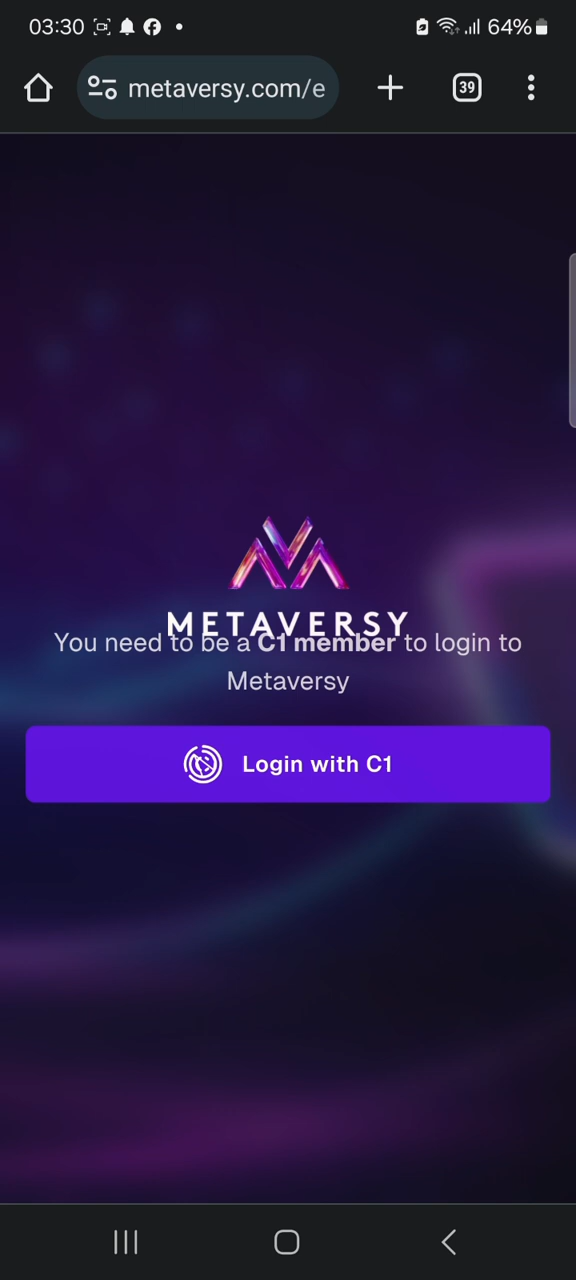 03:30 64%
metaversy.com/e 39
METAVERSY
You need to be a C1 member to login to
Metaversy
Login with C1